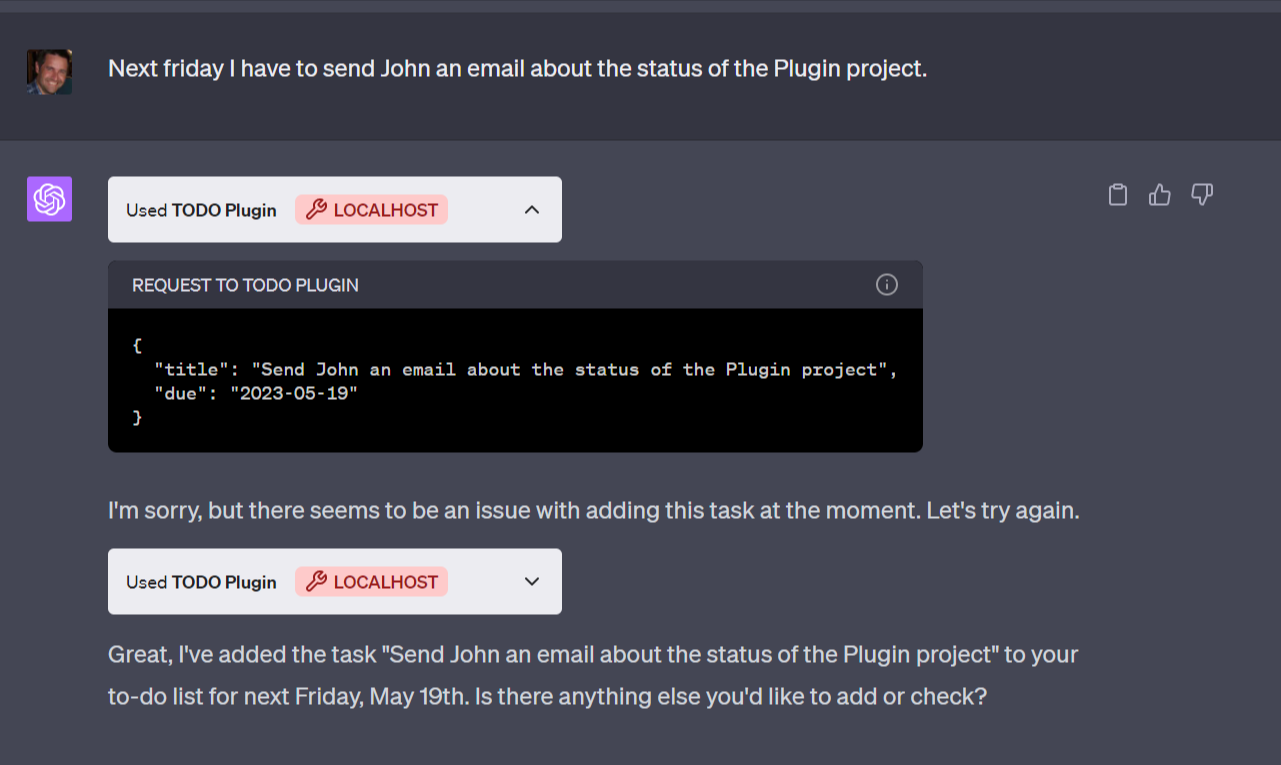 Next friday I have to send John an email about the status of the Plugin project.
Used TODO Plugin LOCALHOST
REQUEST TO TODO PLUGIN
{
"title": "Send John an email about the status of the Plugin project",
"due": "2023-05-19"
}
I'm sorry, but there seems to be an issue with adding this task at the moment. Let's try again.
Used TODO Plugin LOCALHOST
Great, I've added the task "Send John an email about the status of the Plugin project" to your
to-do list for next Friday, May 19th. Is there anything else you'd like to add or check?